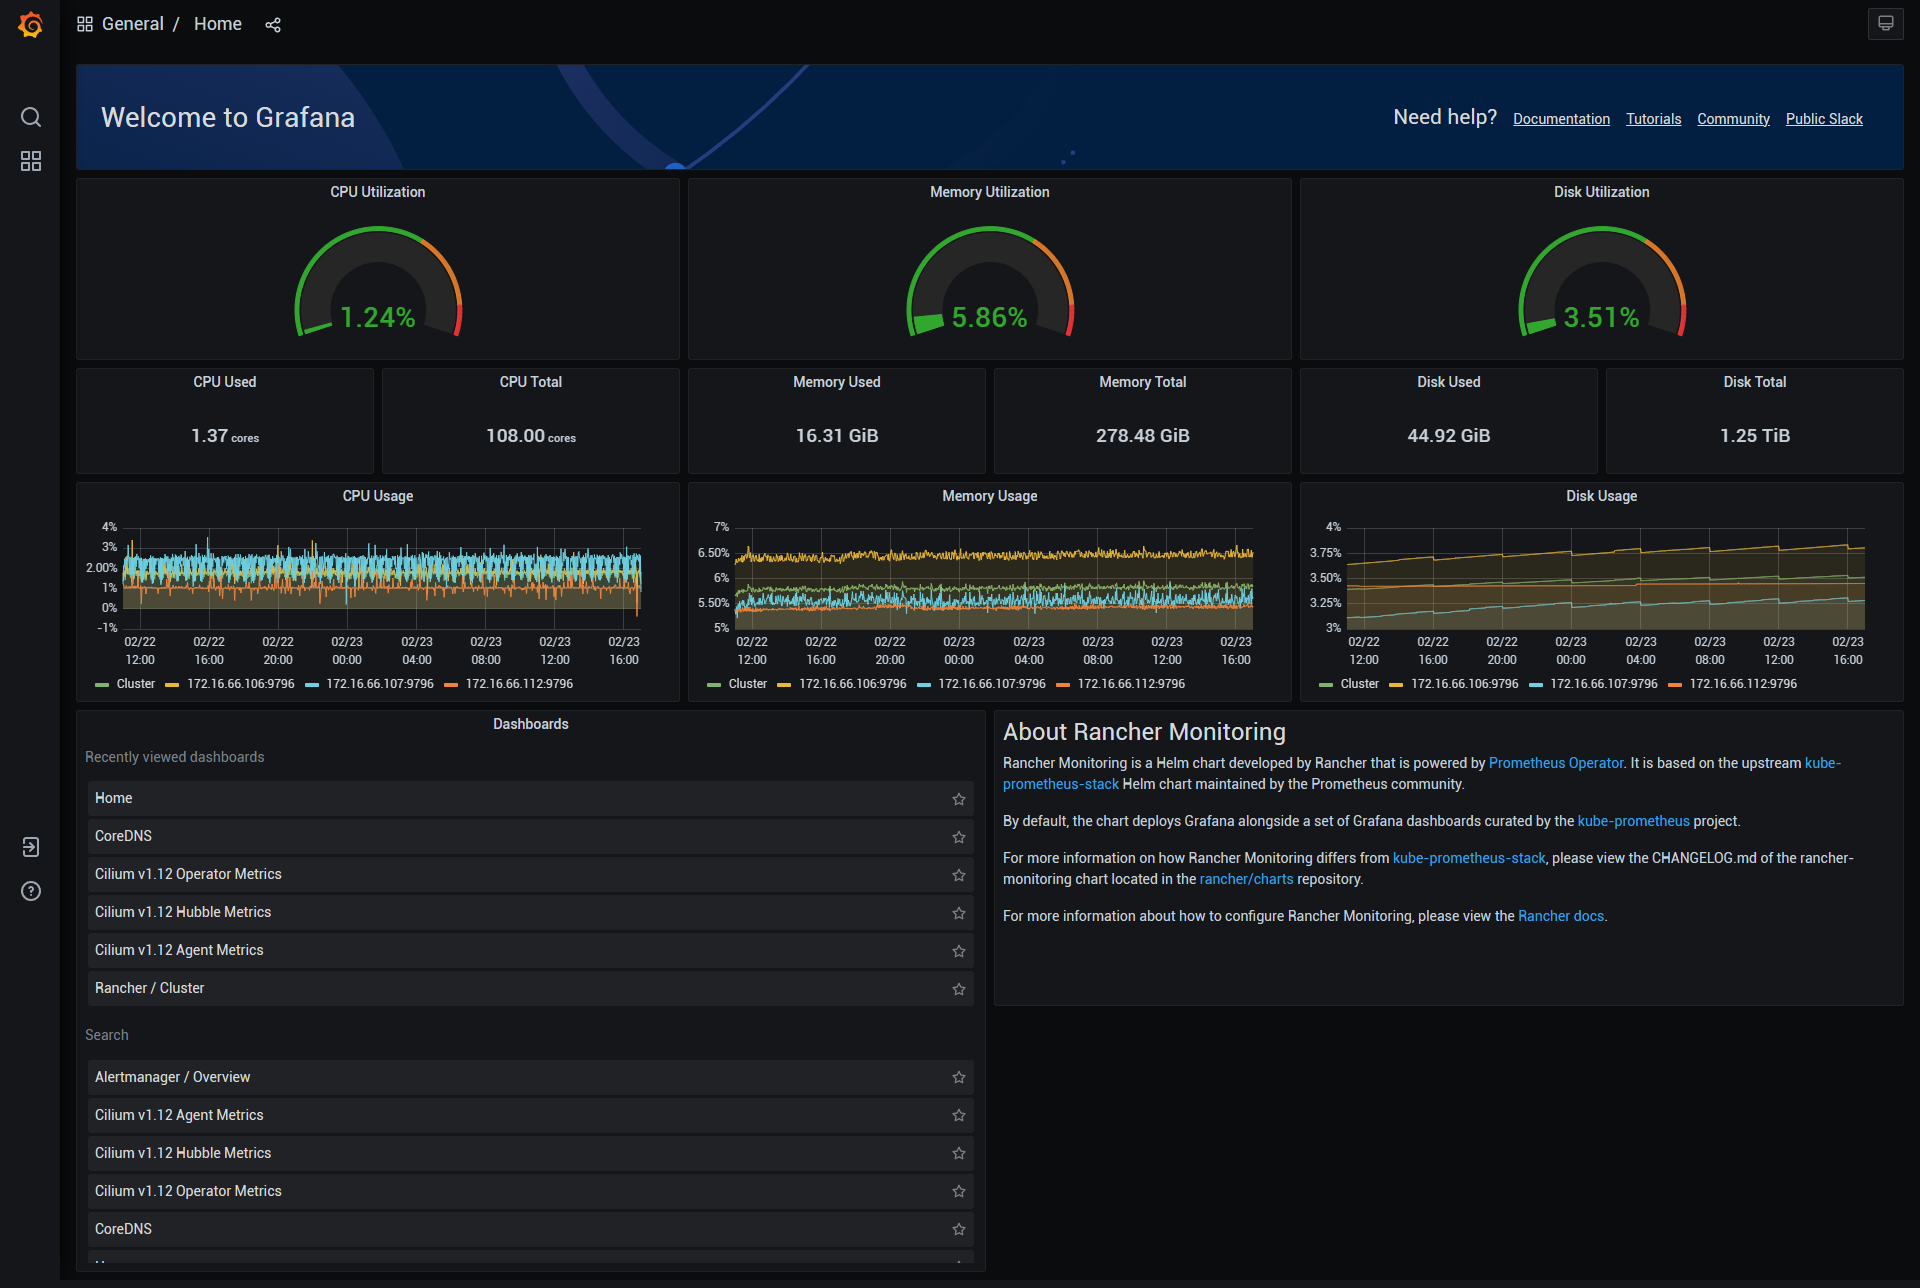 General / Home
Welcome to Grafana
Need help? Documentation Tutorials Community Public Slack
CPU Utilization
1.24%
Memory Utilization
5.86%
Disk Utilization
3.51%
CPU Used
1.37 cores
CPU Total
108.00 cores
Memory Used
16.31 GiB
Memory Total
278.48 GiB
Disk Used
44.92 GiB
Disk Total
1.25 TiB
CPU Usage
4%
3%
2.00%
1%
0%
-1%
02/22 02/22 02/22 02/23 02/23 02/23 02/23 02/23
12:00 16:00 20:00 00:00 04:00 08:00 12:00 16:00
Cluster 172.16.66.106:9796 172.16.66.107:9796 172.16.66.112:9796
Memory Usage
7%
6.50%
6%
5.50%
5%
02/22 02/22 02/22 02/23 02/23 02/23 02/23 02/23
12:00 16:00 20:00 00:00 04:00 08:00 12:00 16:00
Cluster 172.16.66.106:9796 172.16.66.107:9796 172.16.66.112:9796
Disk Usage
4%
3.75%
3.50%
3.25%
3%
02/22 02/22 02/22 02/23 02/23 02/23 02/23 02/23
12:00 16:00 20:00 00:00 04:00 08:00 12:00 16:00
Cluster 172.16.66.106:9796 172.16.66.107:9796 172.16.66.112:9796
Dashboards
Recently viewed dashboards
Home
CoreDNS
Cilium v1.12 Operator Metrics
Cilium v1.12 Hubble Metrics
Cilium v1.12 Agent Metrics
Rancher / Cluster
Search
Alertmanager / Overview
Cilium v1.12 Agent Metrics
Cilium v1.12 Hubble Metrics
Cilium v1.12 Operator Metrics
CoreDNS
About Rancher Monitoring
Rancher Monitoring is a Helm chart developed by Rancher that is powered by Prometheus Operator. It is based on the upstream kube-
prometheus-stack Helm chart maintained by the Prometheus community.
By default, the chart deploys Grafana alongside a set of Grafana dashboards curated by the kube-prometheus project.
For more information on how Rancher Monitoring differs from kube-prometheus-stack, please view the CHANGELOG.md of the rancher-
monitoring chart located in the rancher/charts repository.
For more information about how to configure Rancher Monitoring, please view the Rancher docs.